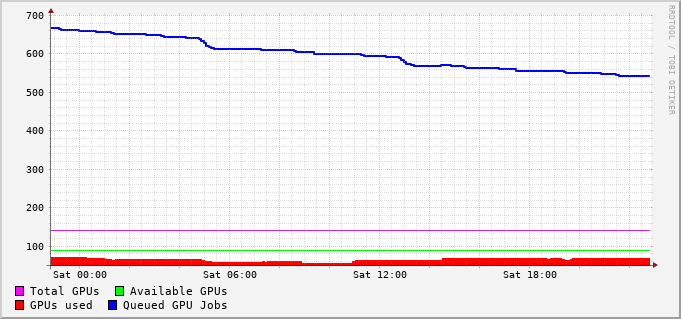 700
600
500
400
300
200
100
Sat 00:00 Sat 06:00 Sat 12:00 Sat 18:00
Total GPUs Available GPUs
GPUs used Queued GPU Jobs
RRDTOOL / TOBI OETIKER